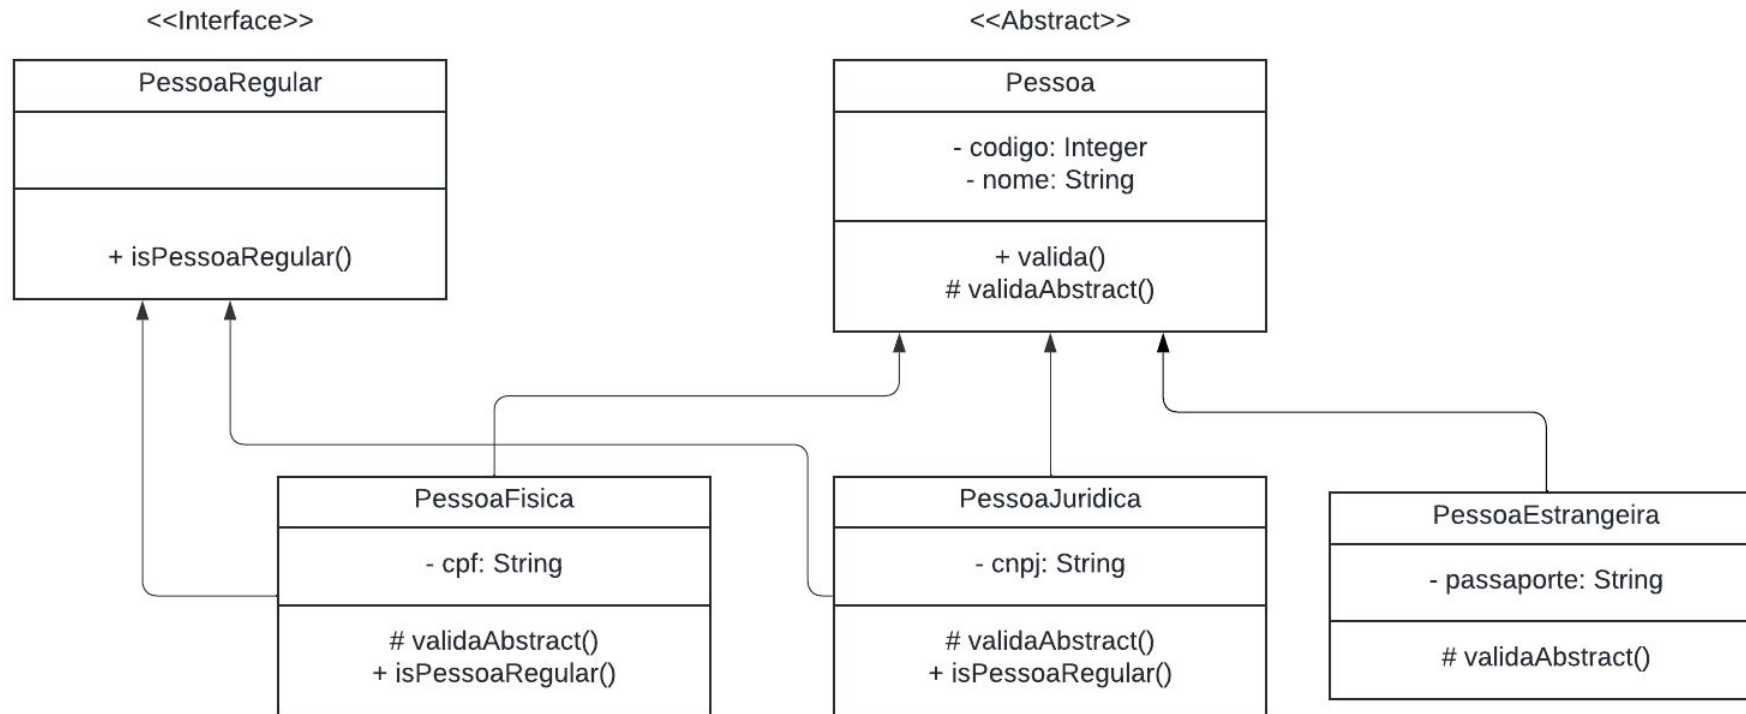 <<Interface>>
PessoaRegular
+ isPessoaRegular()
<<Abstract>>
Pessoa
- codigo: Integer
- nome: String
+ valida()
# validaAbstract()
PessoaFisica
- cpf: String
# validaAbstract()
+ isPessoaRegular()
PessoaJuridica
- cnpj: String
# validaAbstract()
+ isPessoaRegular()
PessoaEstrangeira
- passaporte: String
# validaAbstract()